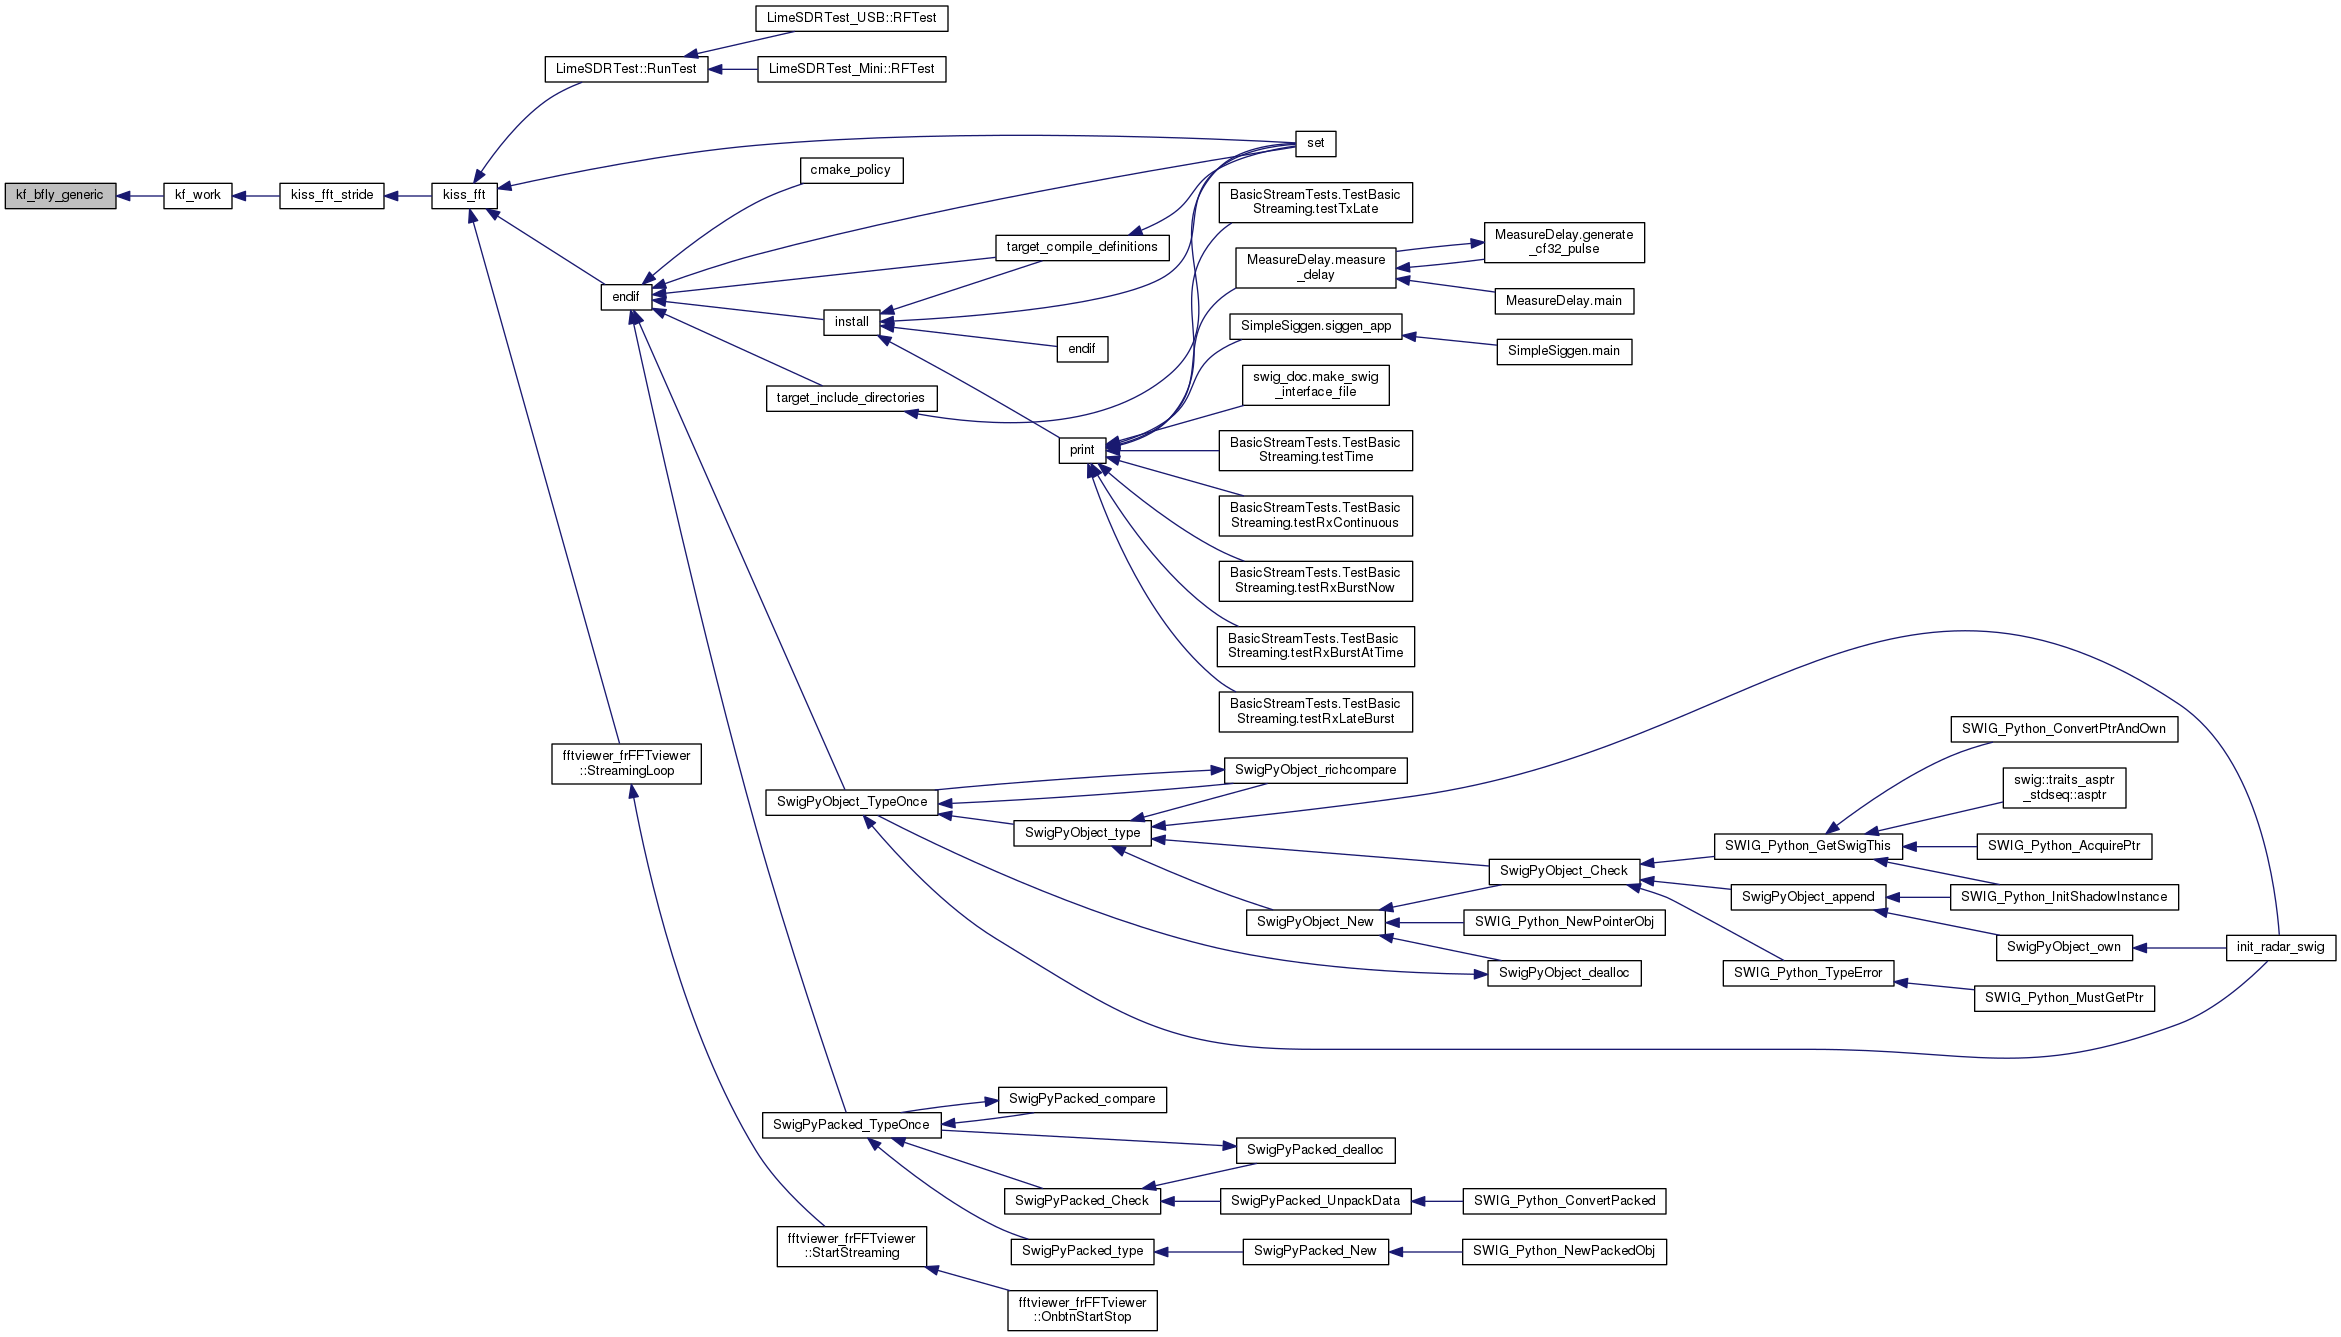 LimeSDRTest_USB::RFTest
LimeSDRTest::RunTest
LimeSDRTest_Mini::RFTest
set
cmake_policy
kf_bfly_generic
kf_work
kiss_fft_stride
kiss_fft
BasicStreamTests.TestBasic
Streaming.testTxLate
target_compile_definitions
MeasureDelay.measure
_delay
MeasureDelay.generate
_cf32_pulse
endif
MeasureDelay.main
install
SimpleSiggen.siggen_app
endif
SimpleSiggen.main
swig_doc.make_swig
_interface_file
target_include_directories
print
BasicStreamTests.TestBasic
Streaming.testTime
BasicStreamTests.TestBasic
Streaming.testRxContinuous
BasicStreamTests.TestBasic
Streaming.testRxBurstNow
BasicStreamTests.TestBasic
Streaming.testRxBurstAtTime
BasicStreamTests.TestBasic
Streaming.testRxLateBurst
fftviewer_frFFTviewer
::StreamingLoop
SwigPyObject_richcompare
SwigPyObject_TypeOnce
SwigPyObject_type
SWIG_Python_ConvertPtrAndOwn
swig::traits_asptr
_stdseq::asptr
SWIG_Python_GetSwigThis
SWIG_Python_AcquirePtr
SwigPyObject_Check
SwigPyObject_append
SWIG_Python_InitShadowInstance
SwigPyObject_New
SWIG_Python_NewPointerObj
SwigPyObject_own
init_radar_swig
SwigPyObject_dealloc
SWIG_Python_TypeError
SWIG_Python_MustGetPtr
SwigPyPacked_compare
SwigPyPacked_TypeOnce
SwigPyPacked_dealloc
SwigPyPacked_Check
SwigPyPacked_UnpackData
SWIG_Python_ConvertPacked
fftviewer_frFFTviewer
::StartStreaming
SwigPyPacked_type
SwigPyPacked_New
SWIG_Python_NewPackedObj
fftviewer_frFFTviewer
::OnbtnStartStop